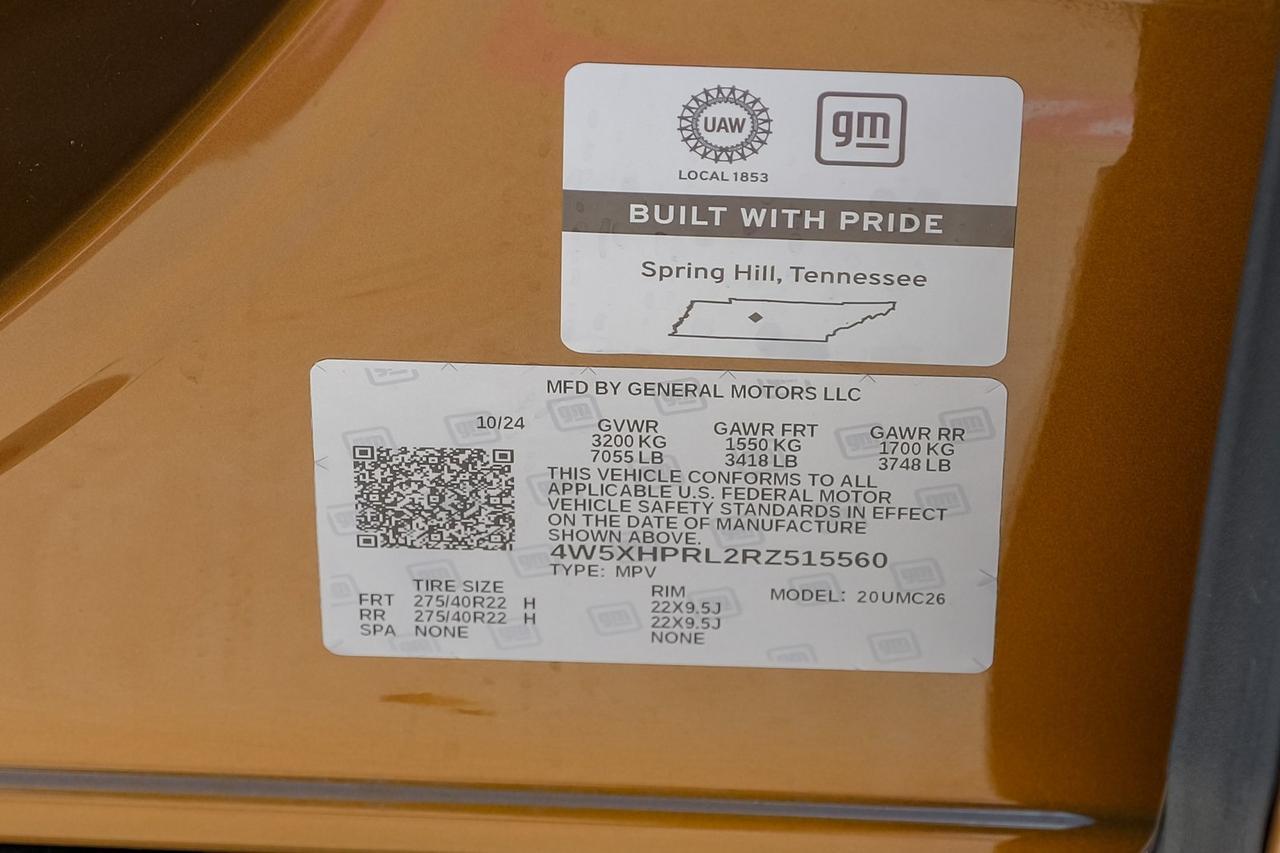 UAW
gm
LOCAL 1853
BUILT WITH PRIDE
Spring Hill, Tennessee
MFD BY GENERAL MOTORS LLC
10/24
GVWR GAWR FRT GAWR RR
3200 KG 1550 KG 1700 KG
7055 LB 3418 LB 3748 LB
THIS VEHICLE CONFORMS TO ALL
APPLICABLE U.S. FEDERAL MOTOR
VEHICLE SAFETY STANDARDS IN EFFECT
ON THE DATE OF MANUFACTURE
SHOWN ABOVE.
4W5XHPRL2RZ515560
TYPE: MPV
TIRE SIZE RIM MODEL: 20UMC26
FRT 275/40R22 H 22X9.5J
RR 275/40R22 H 22X9.5J
SPA NONE NONE